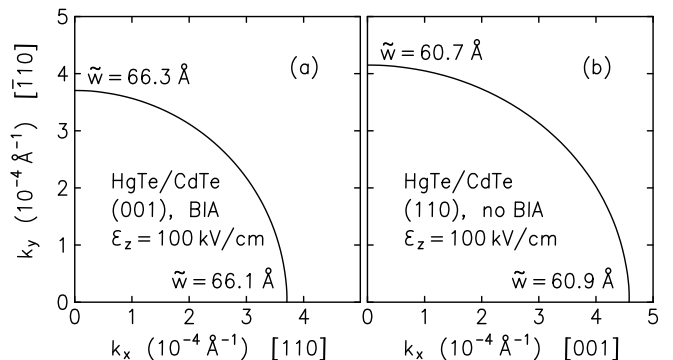 k_y (10⁻⁴ Å⁻¹) [1̄10]
5
4
3
2
1
0
w̃ = 66.3 Å
(a)
HgTe/CdTe
(001), BIA
Ɛ_z = 100 kV/cm
w̃ = 66.1 Å
0 1 2 3 4
k_x (10⁻⁴ Å⁻¹) [110]
w̃ = 60.7 Å
(b)
HgTe/CdTe
(110), no BIA
Ɛ_z = 100 kV/cm
w̃ = 60.9 Å
0 1 2 3 4 5
k_x (10⁻⁴ Å⁻¹) [001]